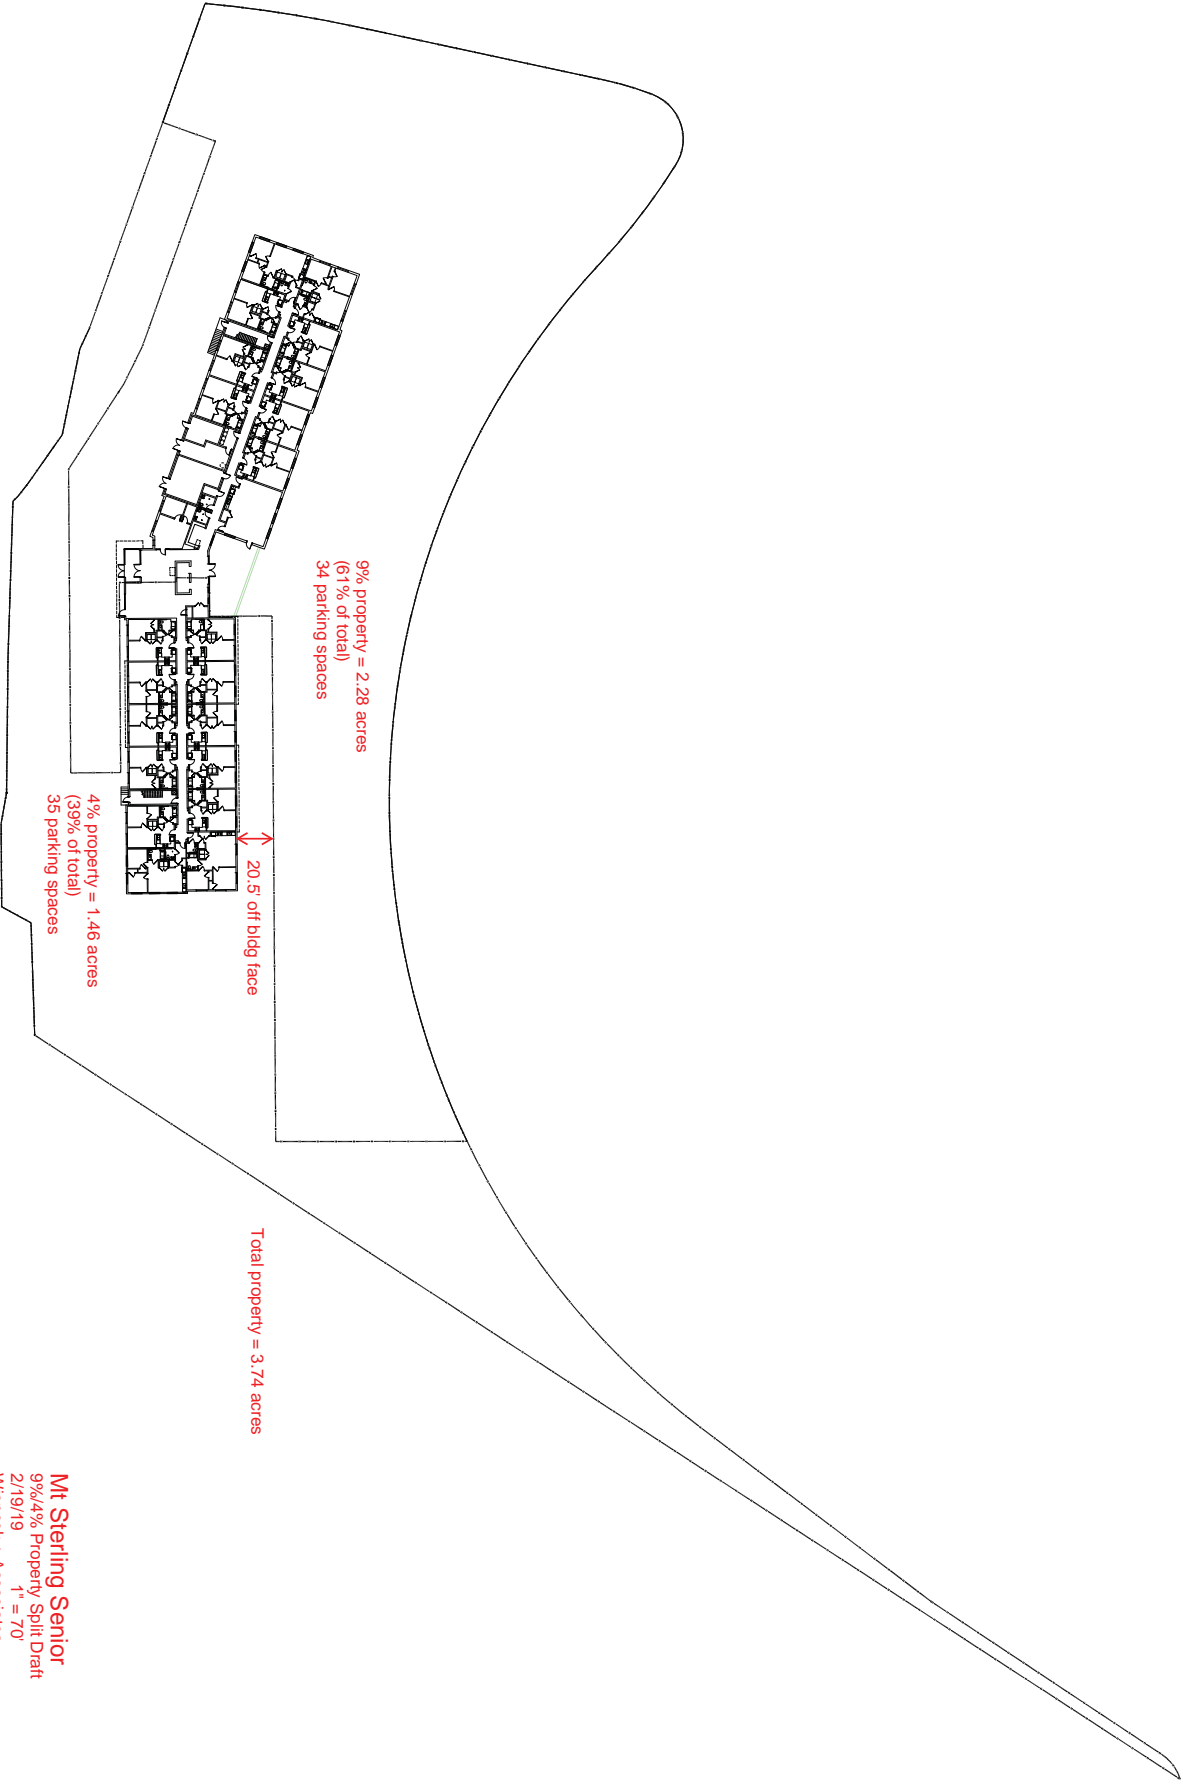 9% property = 2.28 acres
(61% of total)
34 parking spaces
20.5' off bldg face
4% property = 1.46 acres
(39% of total)
35 parking spaces
Total property = 3.74 acres
Mt Sterling Senior
9%/4% Property Split Draft
2/19/19 1" = 70'